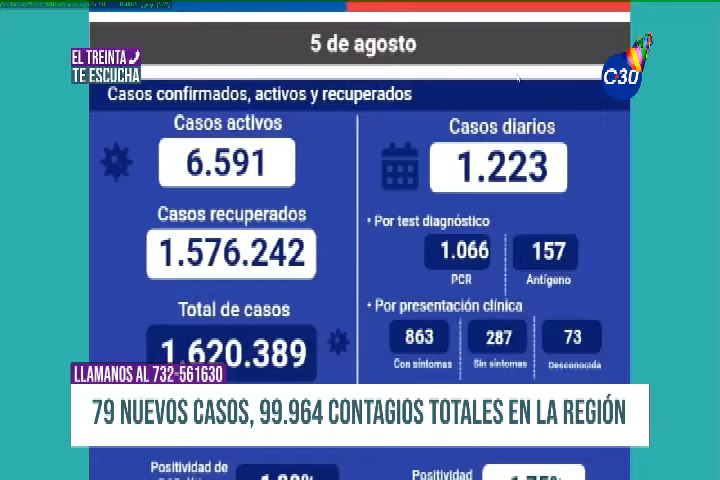 5 de agosto
EL TREINTA
TE ESCUCHA
C30
Casos confirmados, activos y recuperados
Casos activos
6.591
Casos diarios
1.223
Casos recuperados
1.576.242
• Por test diagnóstico
1.066
157
PCR
Antígeno
Total de casos
1.620.389
• Por presentación clínica
863
287
73
Con síntomas
Sin síntomas
Desconocida
LLAMANOS AL 732-561630
79 NUEVOS CASOS, 99.964 CONTAGIOS TOTALES EN LA REGIÓN
Positividad de
Positividad